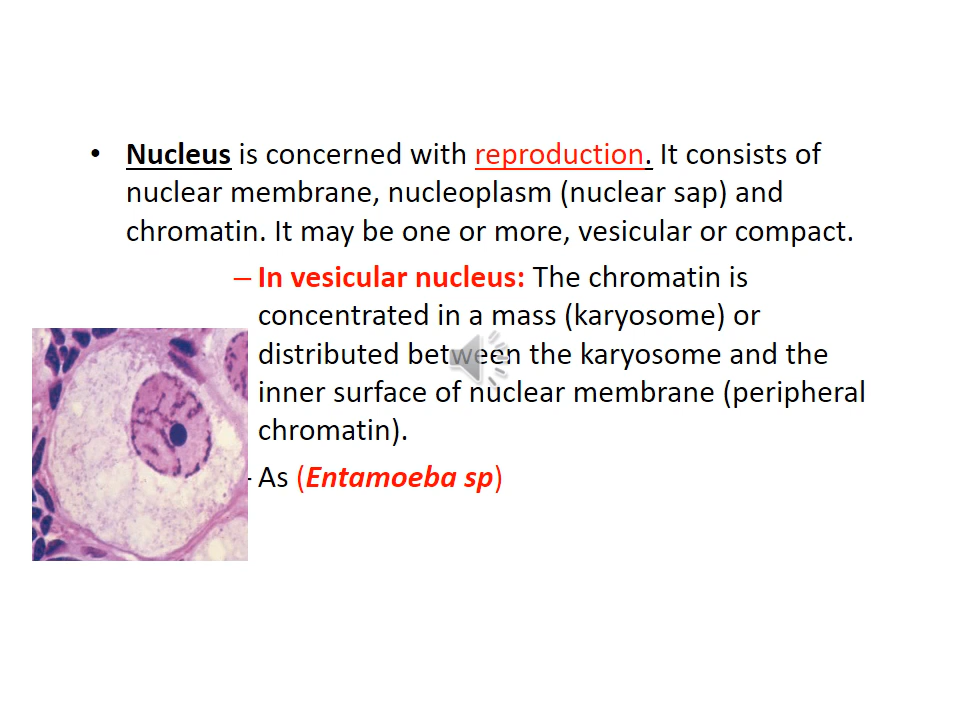 • Nucleus is concerned with reproduction. It consists of
nuclear membrane, nucleoplasm (nuclear sap) and
chromatin. It may be one or more, vesicular or compact.
– In vesicular nucleus: The chromatin is
concentrated in a mass (karyosome) or
distributed between the karyosome and the
inner surface of nuclear membrane (peripheral
chromatin).
- As (Entamoeba sp)